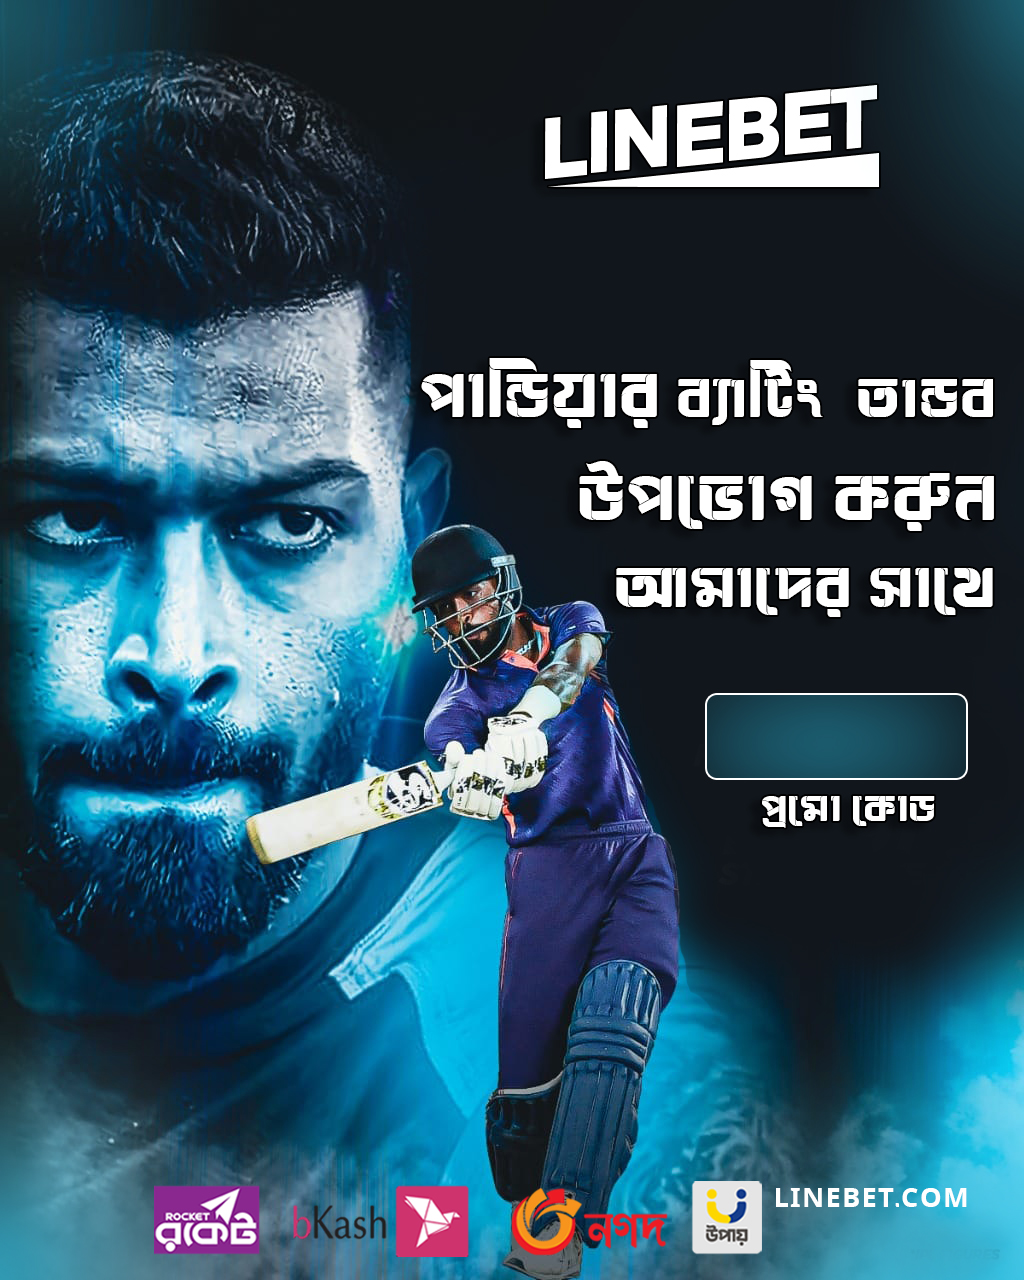 LINEBET
পান্ডিয়ার ব্যাটিং তান্ডব
উপভোগ করুন
আমাদের সাথে
প্রমো কোড
ROCKET
রকেট
bKash
নগদ
উপায়
LINEBET.COM